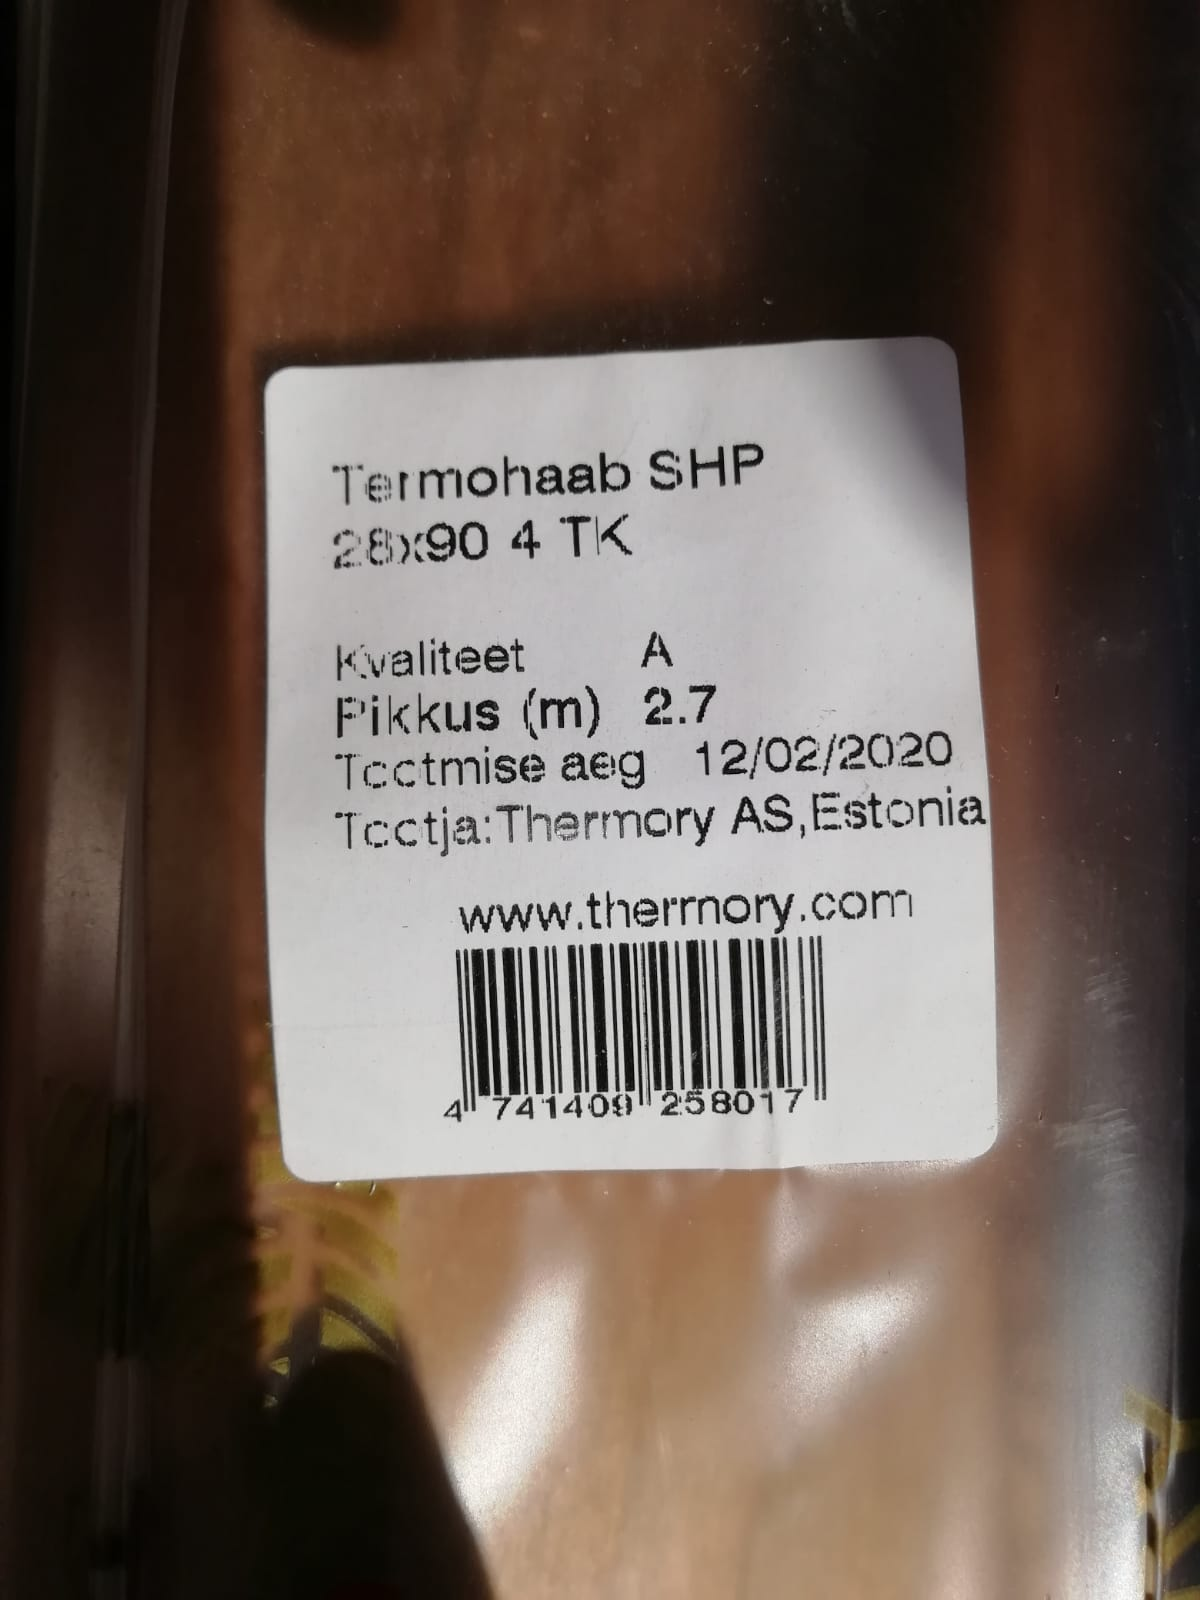 Termohaab SHP
28x90 4 TK
Kvaliteet A
Pikkus (m) 2.7
Tootmise aeg 12/02/2020
Tootja:Thermory AS,Estonia
www.thermory.com
4 741409 258017